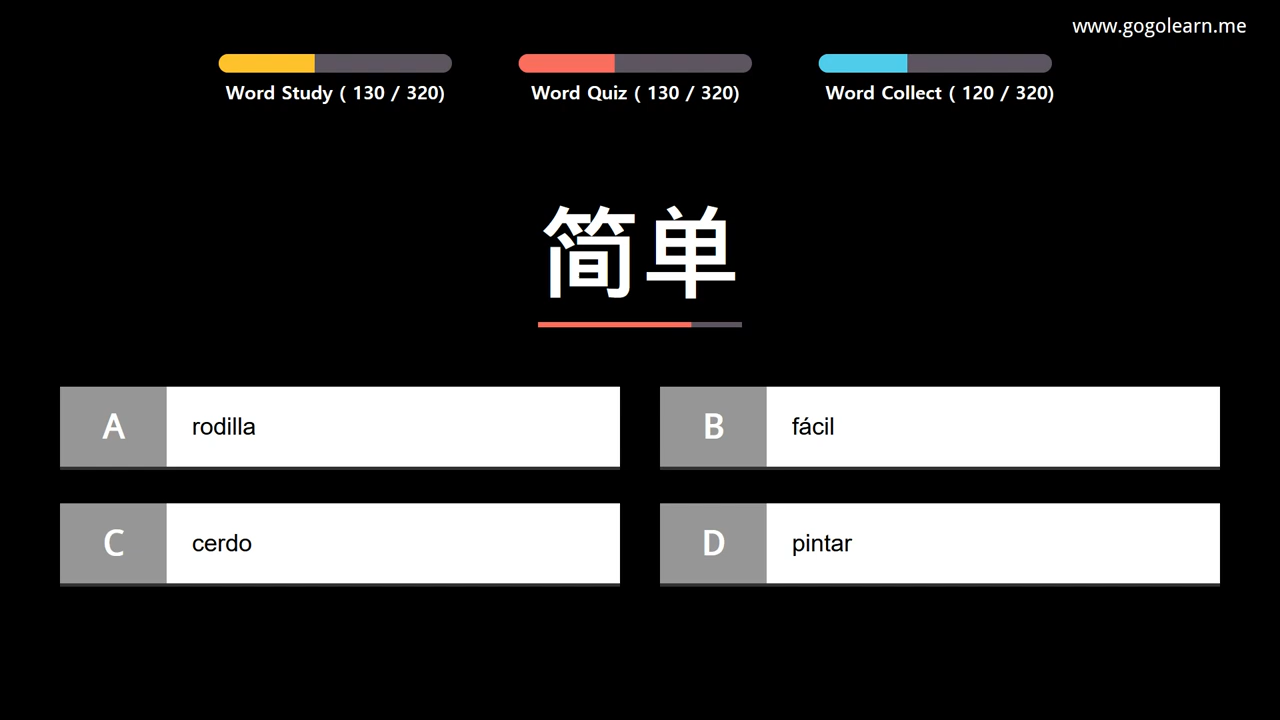 www.gogolearn.me
Word Study ( 130 / 320)
Word Quiz ( 130 / 320)
Word Collect ( 120 / 320)
简单
A rodilla
B fácil
C cerdo
D pintar